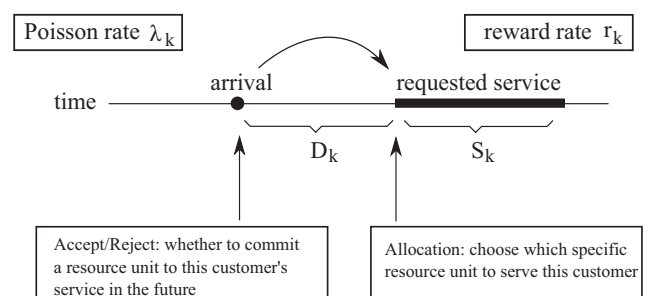 Poisson rate λk
reward rate rk
arrival
requested service
time
Dk
Sk
Accept/Reject: whether to commit
a resource unit to this customer's
service in the future
Allocation: choose which specific
resource unit to serve this customer